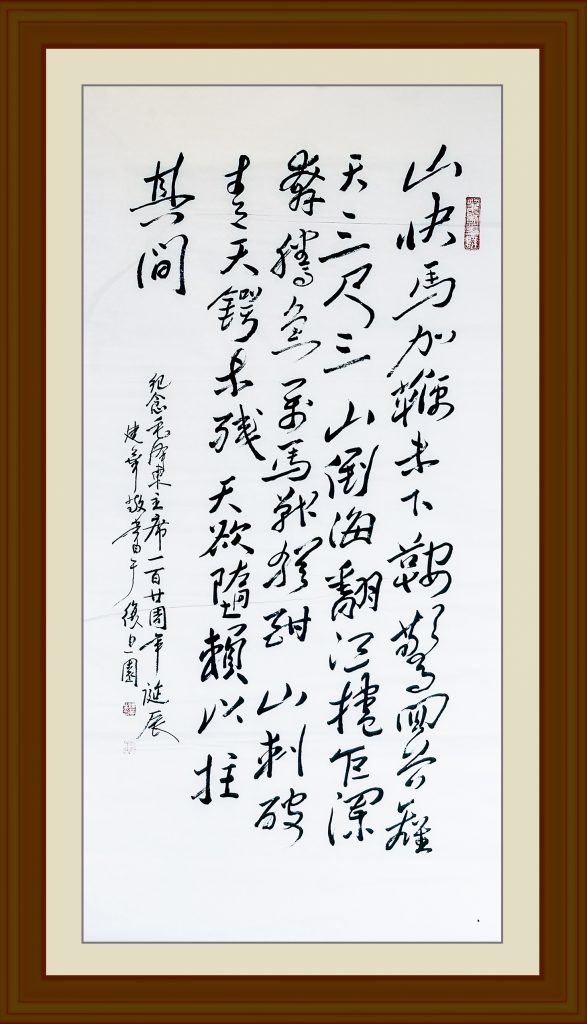 山快馬加鞭未下鞍驚回首離
天三尺三 山倒海翻江捲巨瀾
奔騰急萬馬戰猶酣 山刺破
青天鍔未殘 天欲墮賴以拄
其間
紀念毛澤東主席一百廿周年誕辰
建 敬書于復旦園